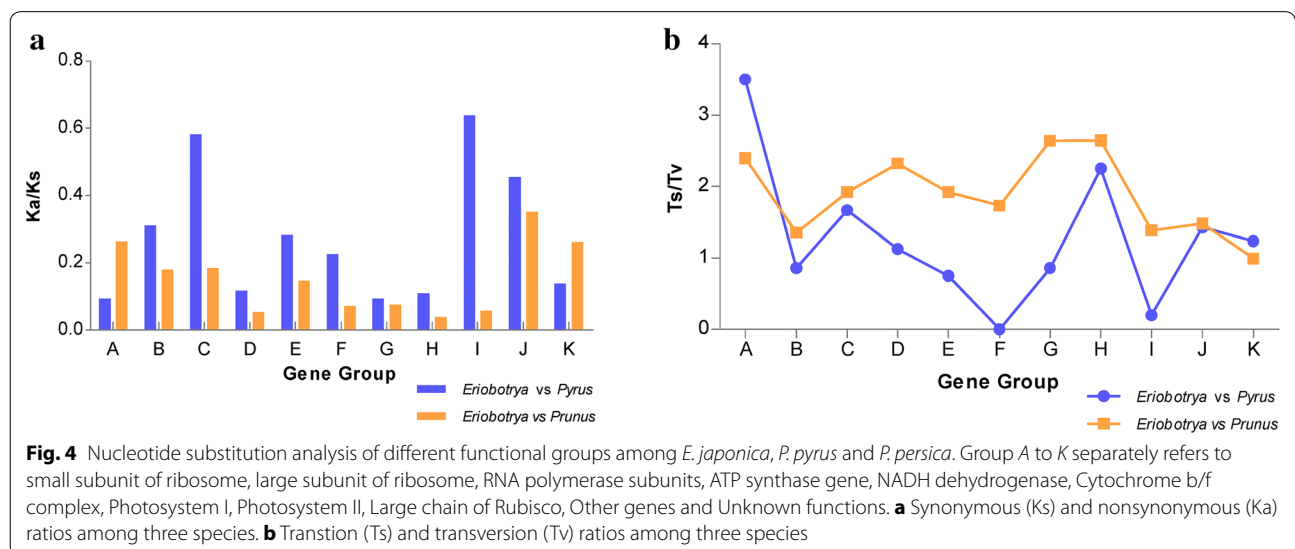 a
0.8
0.6
0.4
0.2
0.0
Ka/Ks
A B C D E F G H I J K
Gene Group
Eriobotrya vs Pyrus
Eriobotrya vs Prunus
b
4
3
2
1
0
Ts/Tv
A B C D E F G H I J K
Gene Group
Eriobotrya vs Pyrus
Eriobotrya vs Prunus
Fig. 4 Nucleotide substitution analysis of different functional groups among E. japonica, P. pyrus and P. persica. Group A to K separately refers to
small subunit of ribosome, large subunit of ribosome, RNA polymerase subunits, ATP synthase gene, NADH dehydrogenase, Cytochrome b/f
complex, Photosystem I, Photosystem II, Large chain of Rubisco, Other genes and Unknown functions. a Synonymous (Ks) and nonsynonymous (Ka)
ratios among three species. b Transtion (Ts) and transversion (Tv) ratios among three species